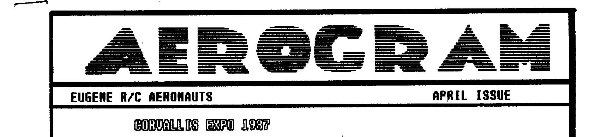 AEROGRAM
EUGENE R/C AERONAUTS APRIL ISSUE
CORVALLIS EXPO 1987